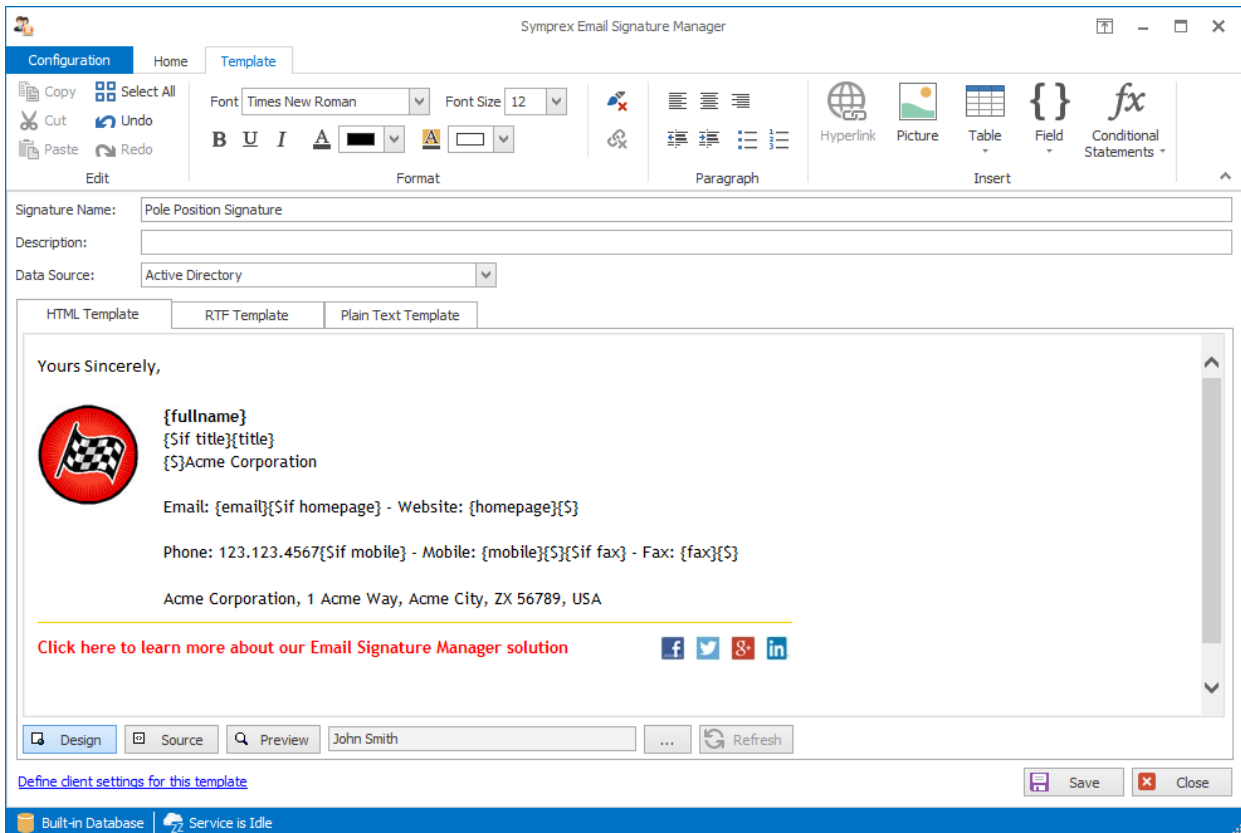 Symprex Email Signature Manager
Configuration Home Template
Copy Select All
Cut Undo
Paste Redo
Edit
Font Times New Roman Font Size 12
B U I A A
Format
Paragraph
Hyperlink Picture Table Field Conditional Statements
{ } fx
Insert
Signature Name: Pole Position Signature
Description:
Data Source: Active Directory
HTML Template RTF Template Plain Text Template
Yours Sincerely,
{fullname}
{$if title}{title}
{$}Acme Corporation
Email: {email}{$if homepage} - Website: {homepage}{$}
Phone: 123.123.4567{$if mobile} - Mobile: {mobile}{$}{$if fax} - Fax: {fax}{$}
Acme Corporation, 1 Acme Way, Acme City, ZX 56789, USA
Click here to learn more about our Email Signature Manager solution f g+ in
Design Source Preview John Smith ... Refresh
Define client settings for this template
Save Close
Built-in Database zz Service is Idle